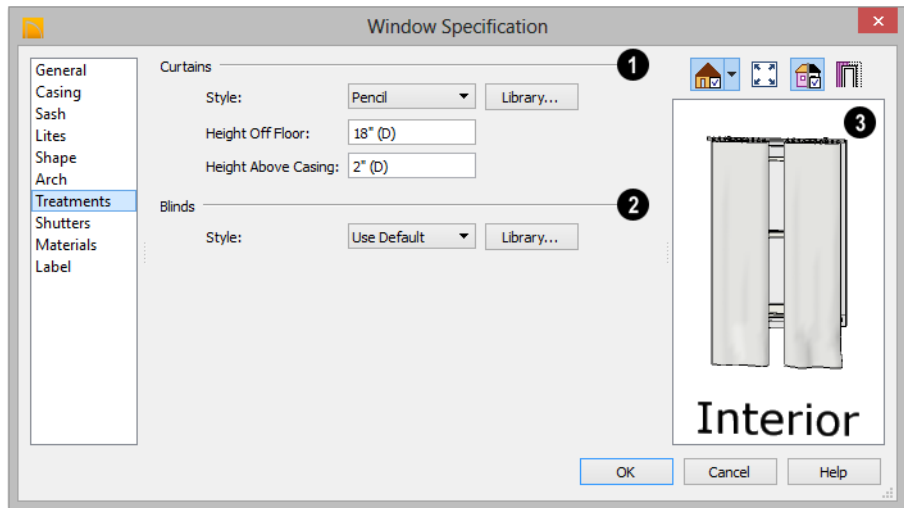 Window Specification
General
Casing
Sash
Lites
Shape
Arch
Treatments
Shutters
Materials
Label
Curtains 1
Style: Pencil Library...
Height Off Floor: 18" (D)
Height Above Casing: 2" (D)
Blinds 2
Style: Use Default Library...
3
Interior
OK Cancel Help